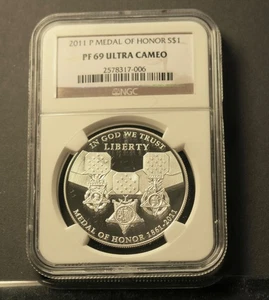 2011 P MEDAL OF HONOR S$1
PF 69 ULTRA CAMEO
2578317-006
NGC
IN GOD WE TRUST
LIBERTY
MEDAL OF HONOR 1861-2011